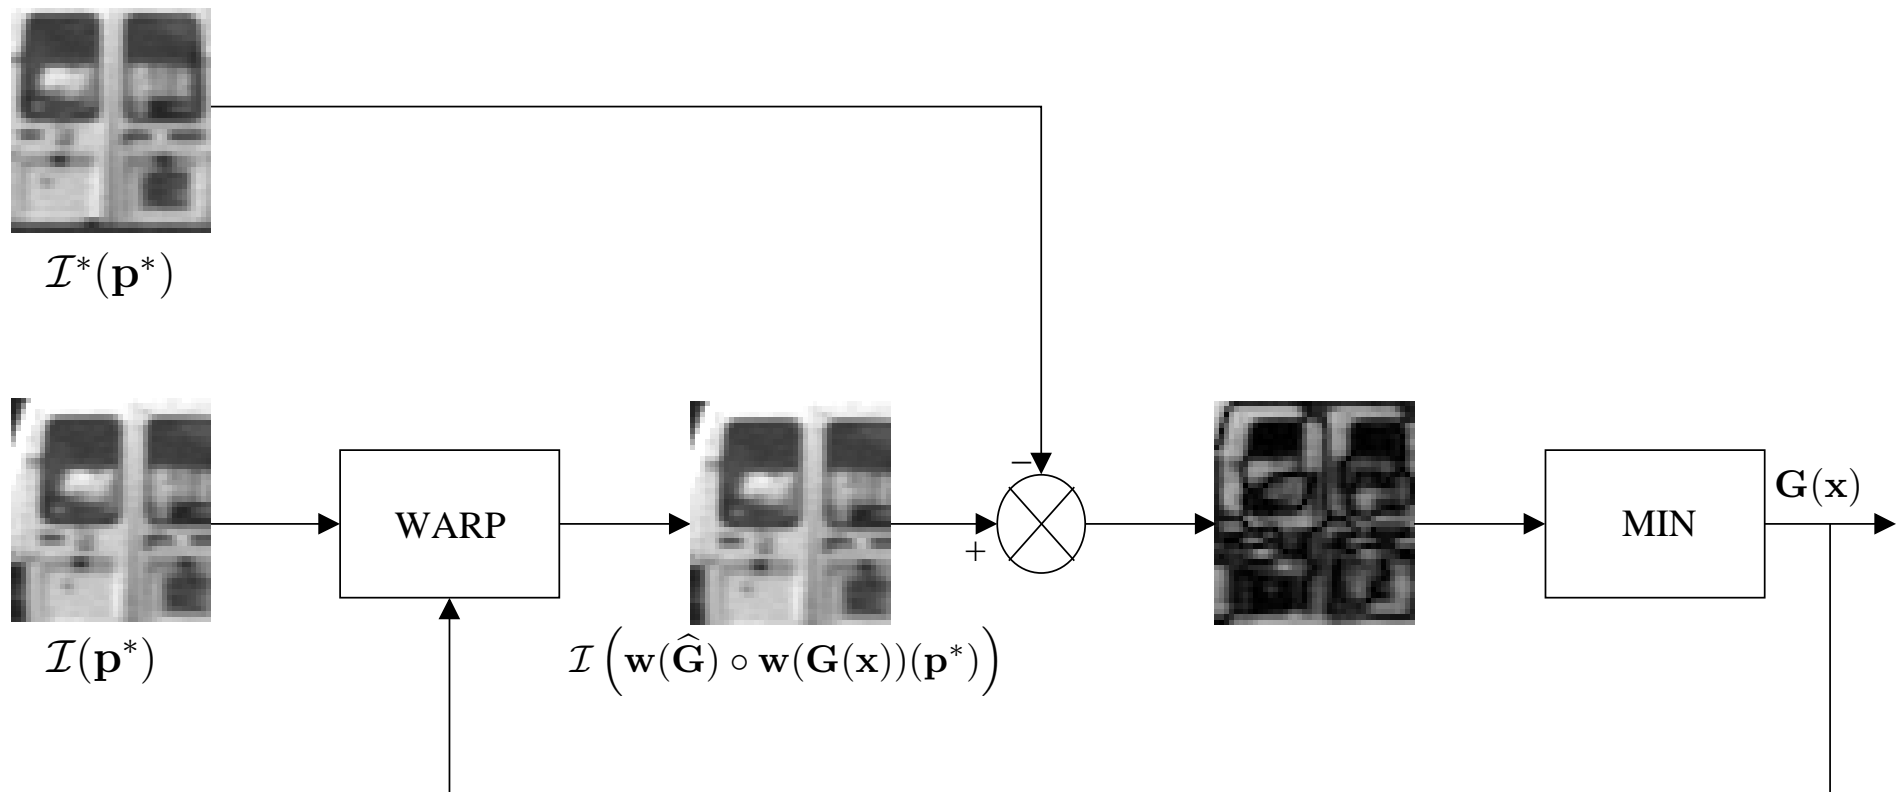 𝓘*(𝐩*)
−
𝐆(𝐱)
WARP
MIN
+
𝓘(𝐩*)
𝓘(𝐰(𝐆̂) ∘ 𝐰(𝐆(𝐱))(𝐩*))